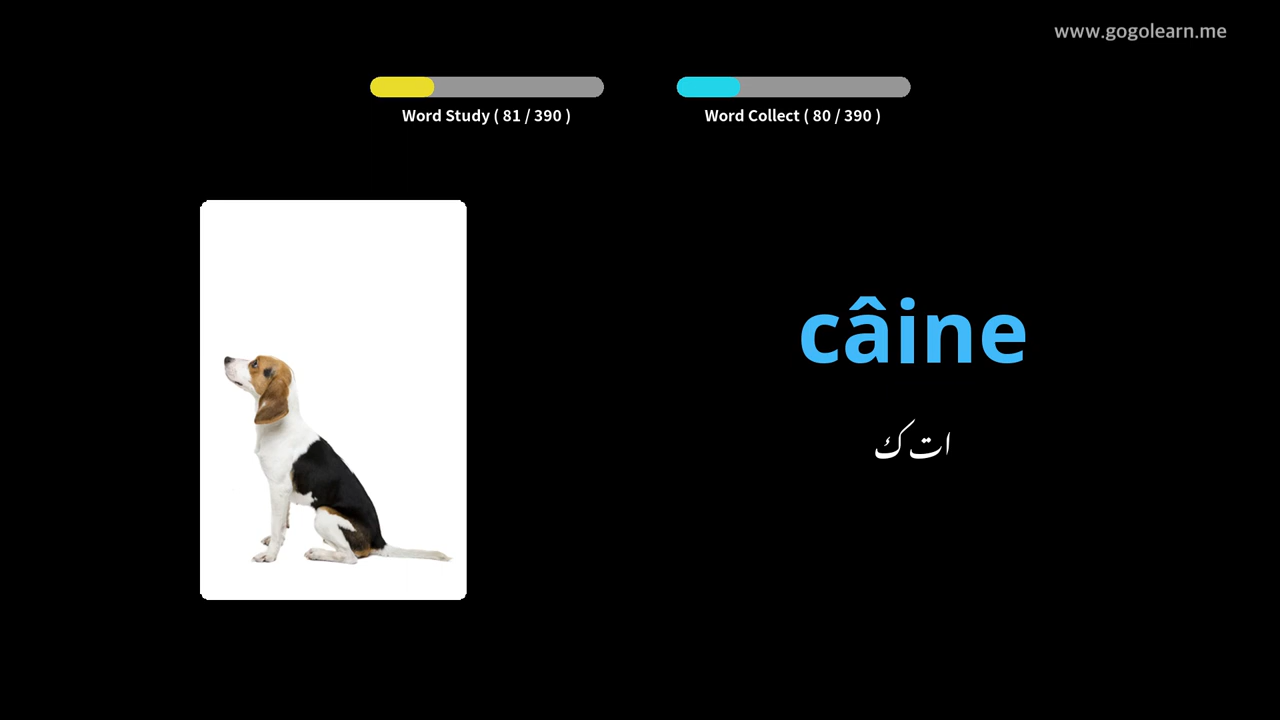 www.gogolearn.me
Word Study ( 81 / 390 )
Word Collect ( 80 / 390 )
câine
ات ک